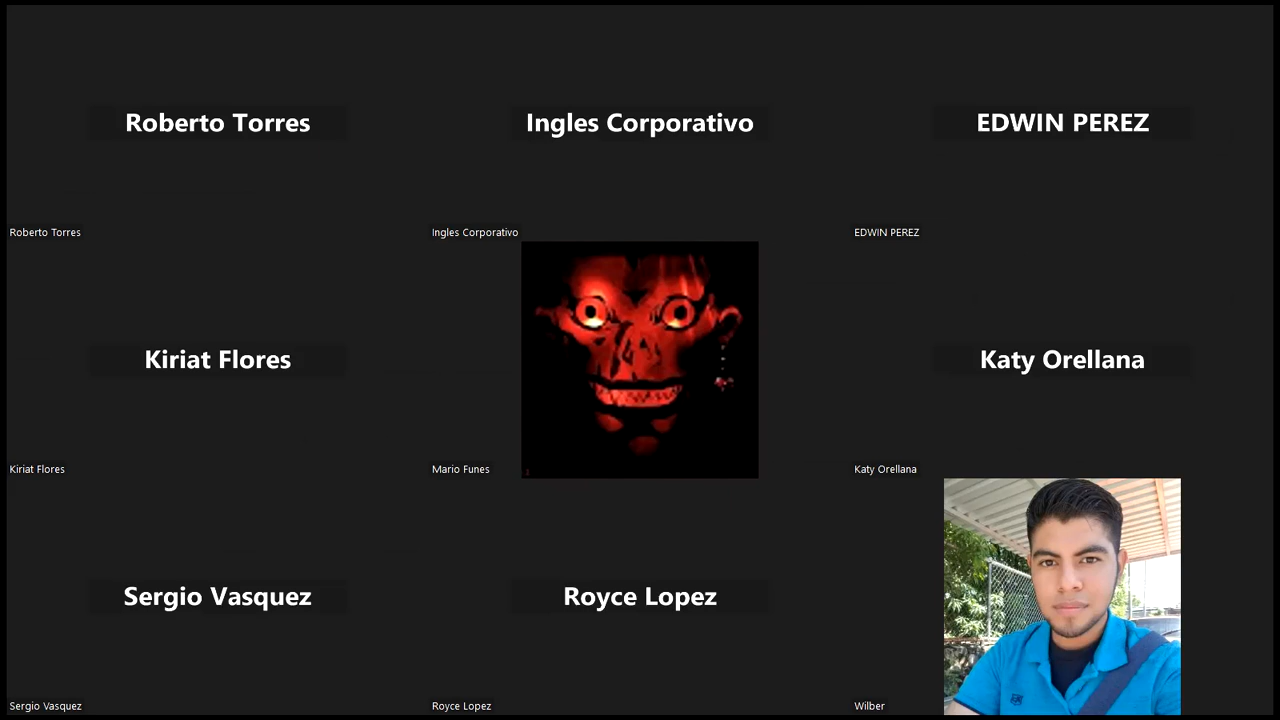 Roberto Torres
Ingles Corporativo
EDWIN PEREZ
Roberto Torres
Ingles Corporativo
EDWIN PEREZ
Kiriat Flores
Katy Orellana
Kiriat Flores
Mario Funes
Katy Orellana
Sergio Vasquez
Royce Lopez
Sergio Vasquez
Royce Lopez
Wilber